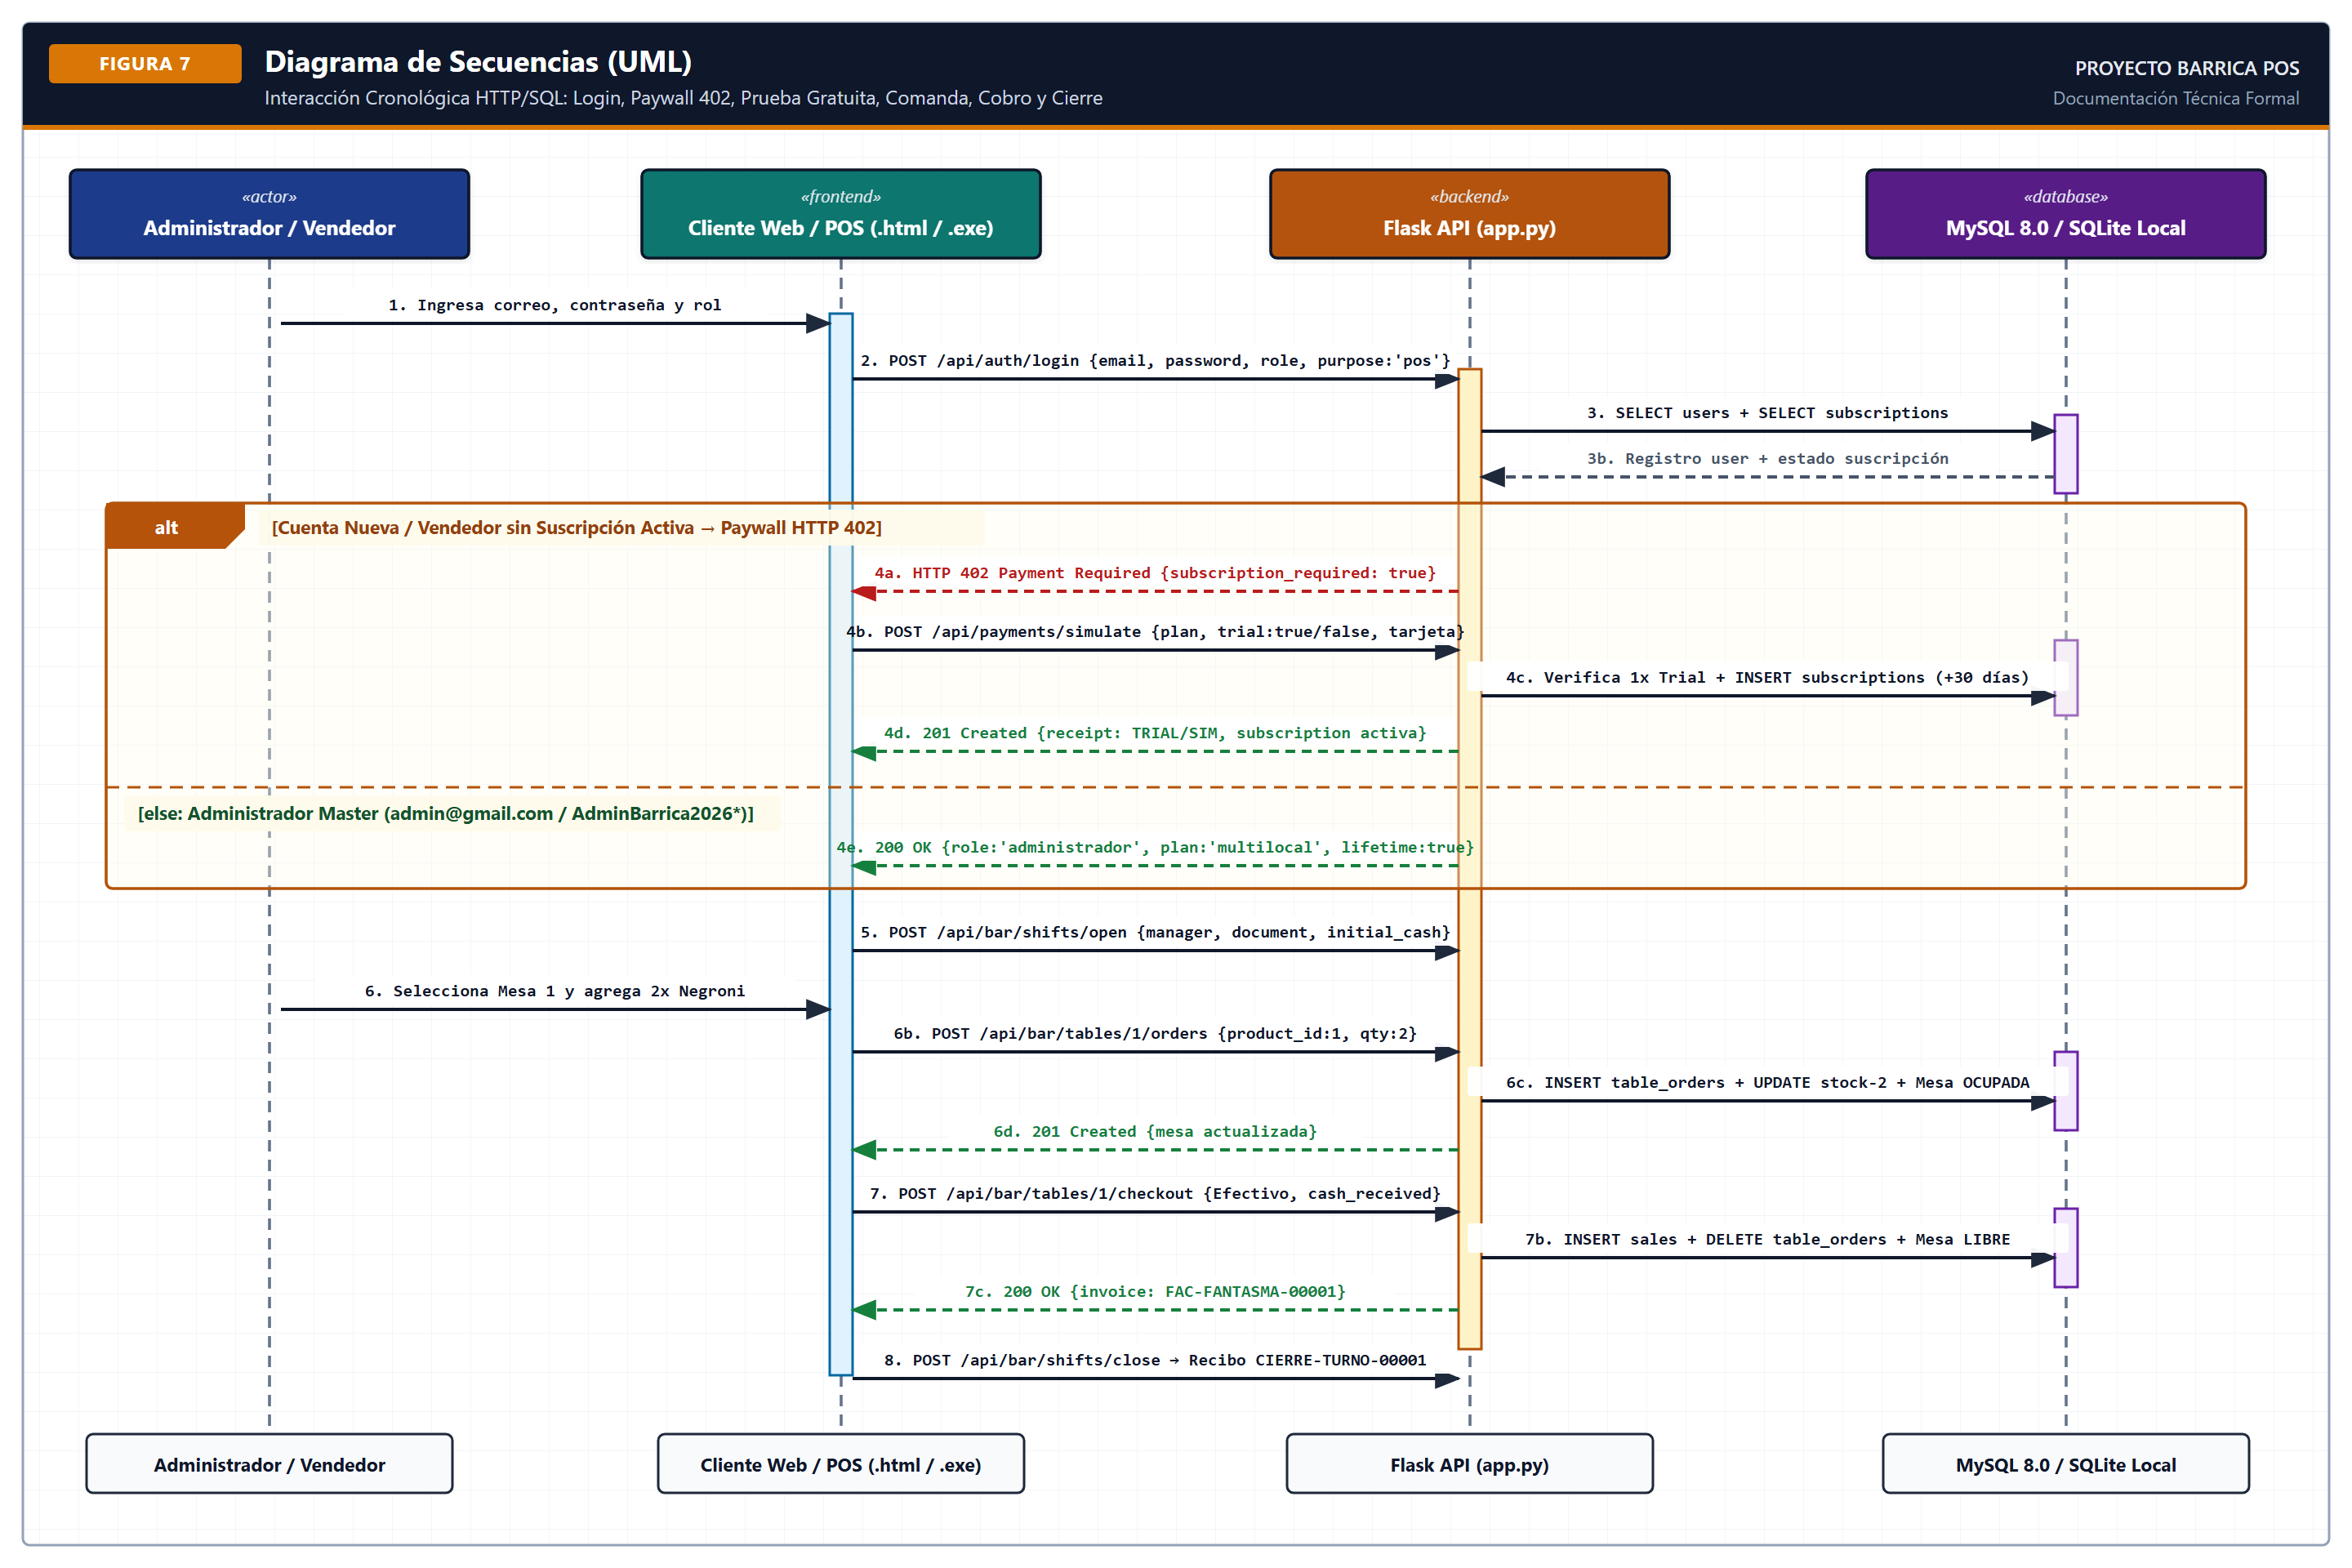 FIGURA 7
Diagrama de Secuencias (UML)
Interacción Cronológica HTTP/SQL: Login, Paywall 402, Prueba Gratuita, Comanda, Cobro y Cierre
PROYECTO BARRICA POS
Documentación Técnica Formal
«actor»
Administrador / Vendedor
«frontend»
Cliente Web / POS (.html / .exe)
«backend»
Flask API (app.py)
«database»
MySQL 8.0 / SQLite Local
1. Ingresa correo, contraseña y rol
2. POST /api/auth/login {email, password, role, purpose:'pos'}
3. SELECT users + SELECT subscriptions
3b. Registro user + estado suscripción
alt
[Cuenta Nueva / Vendedor sin Suscripción Activa → Paywall HTTP 402]
4a. HTTP 402 Payment Required {subscription_required: true}
4b. POST /api/payments/simulate {plan, trial:true/false, tarjeta}
4c. Verifica 1x Trial + INSERT subscriptions (+30 días)
4d. 201 Created {receipt: TRIAL/SIM, subscription activa}
[else: Administrador Master (admin@gmail.com / AdminBarrica2026*)]
4e. 200 OK {role:'administrador', plan:'multilocal', lifetime:true}
5. POST /api/bar/shifts/open {manager, document, initial_cash}
6. Selecciona Mesa 1 y agrega 2x Negroni
6b. POST /api/bar/tables/1/orders {product_id:1, qty:2}
6c. INSERT table_orders + UPDATE stock-2 + Mesa OCUPADA
6d. 201 Created {mesa actualizada}
7. POST /api/bar/tables/1/checkout {Efectivo, cash_received}
7b. INSERT sales + DELETE table_orders + Mesa LIBRE
7c. 200 OK {invoice: FAC-FANTASMA-00001}
8. POST /api/bar/shifts/close → Recibo CIERRE-TURNO-00001
Administrador / Vendedor
Cliente Web / POS (.html / .exe)
Flask API (app.py)
MySQL 8.0 / SQLite Local